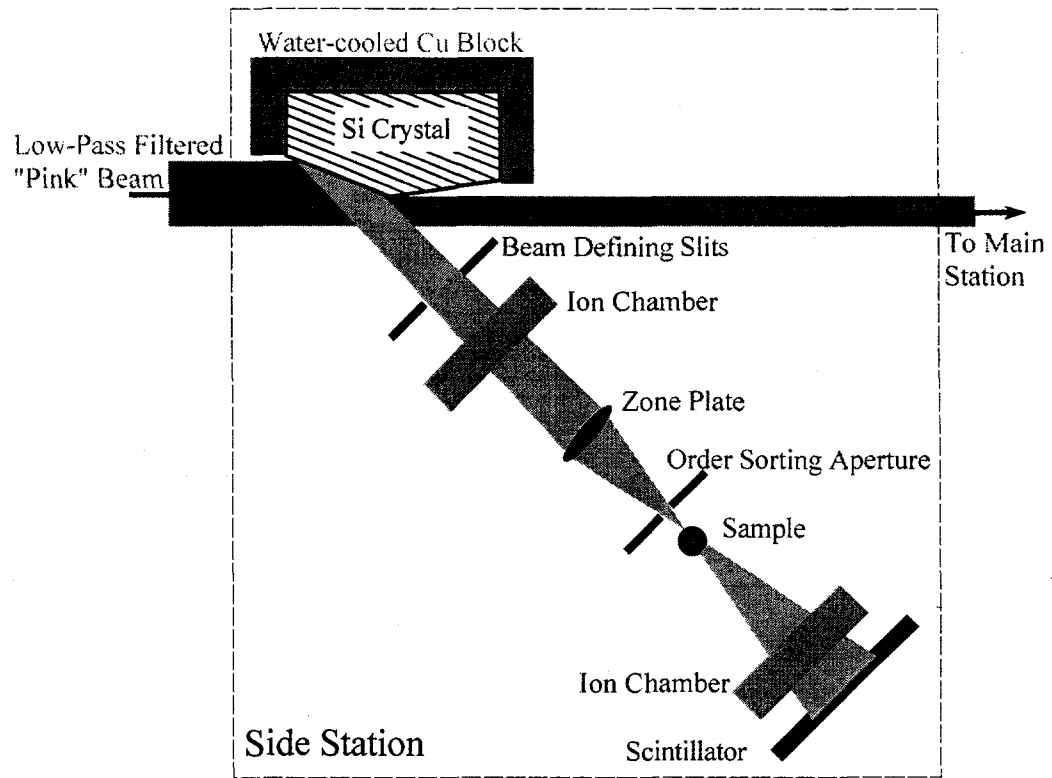 Water-cooled Cu Block
Si Crystal
Low-Pass Filtered
"Pink" Beam
To Main
Station
Beam Defining Slits
Ion Chamber
Zone Plate
Order Sorting Aperture
Sample
Ion Chamber
Scintillator
Side Station